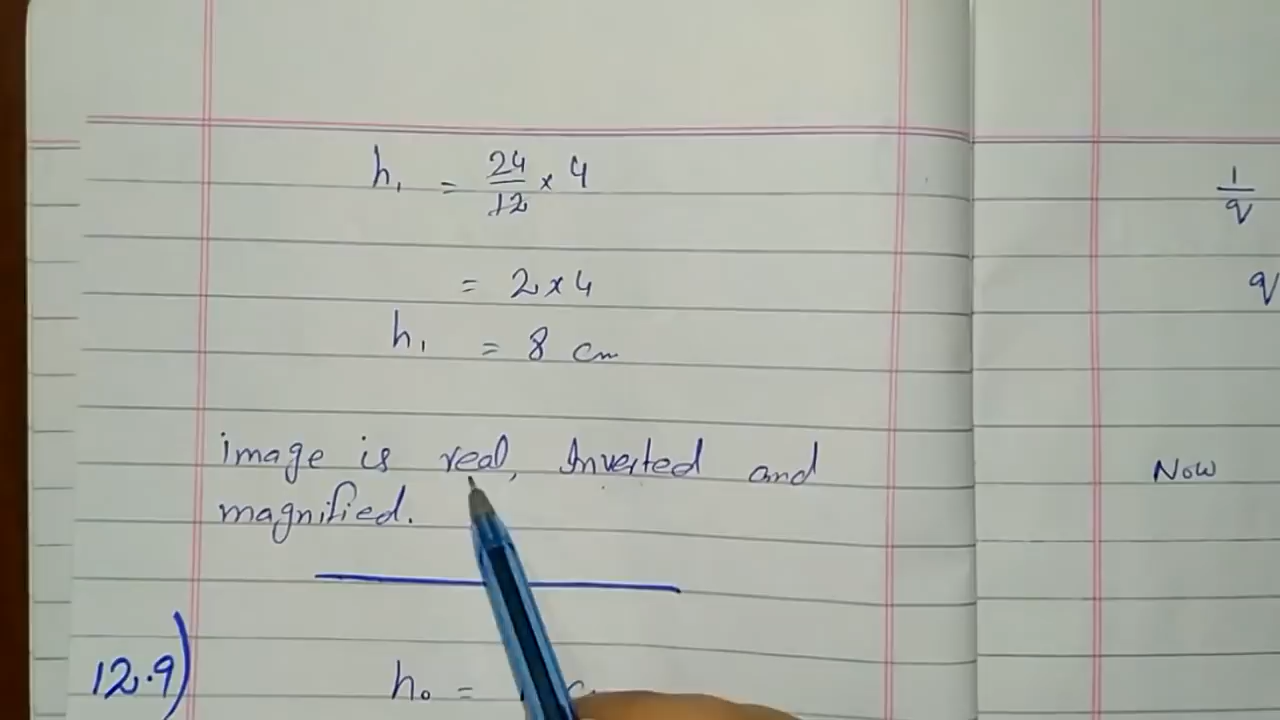 h₁ = 24/12 × 4
= 2 × 4
h₁ = 8 cm
image is real, Inverted and
magnified.
12.9)
h₀ =
1/q
q
Now